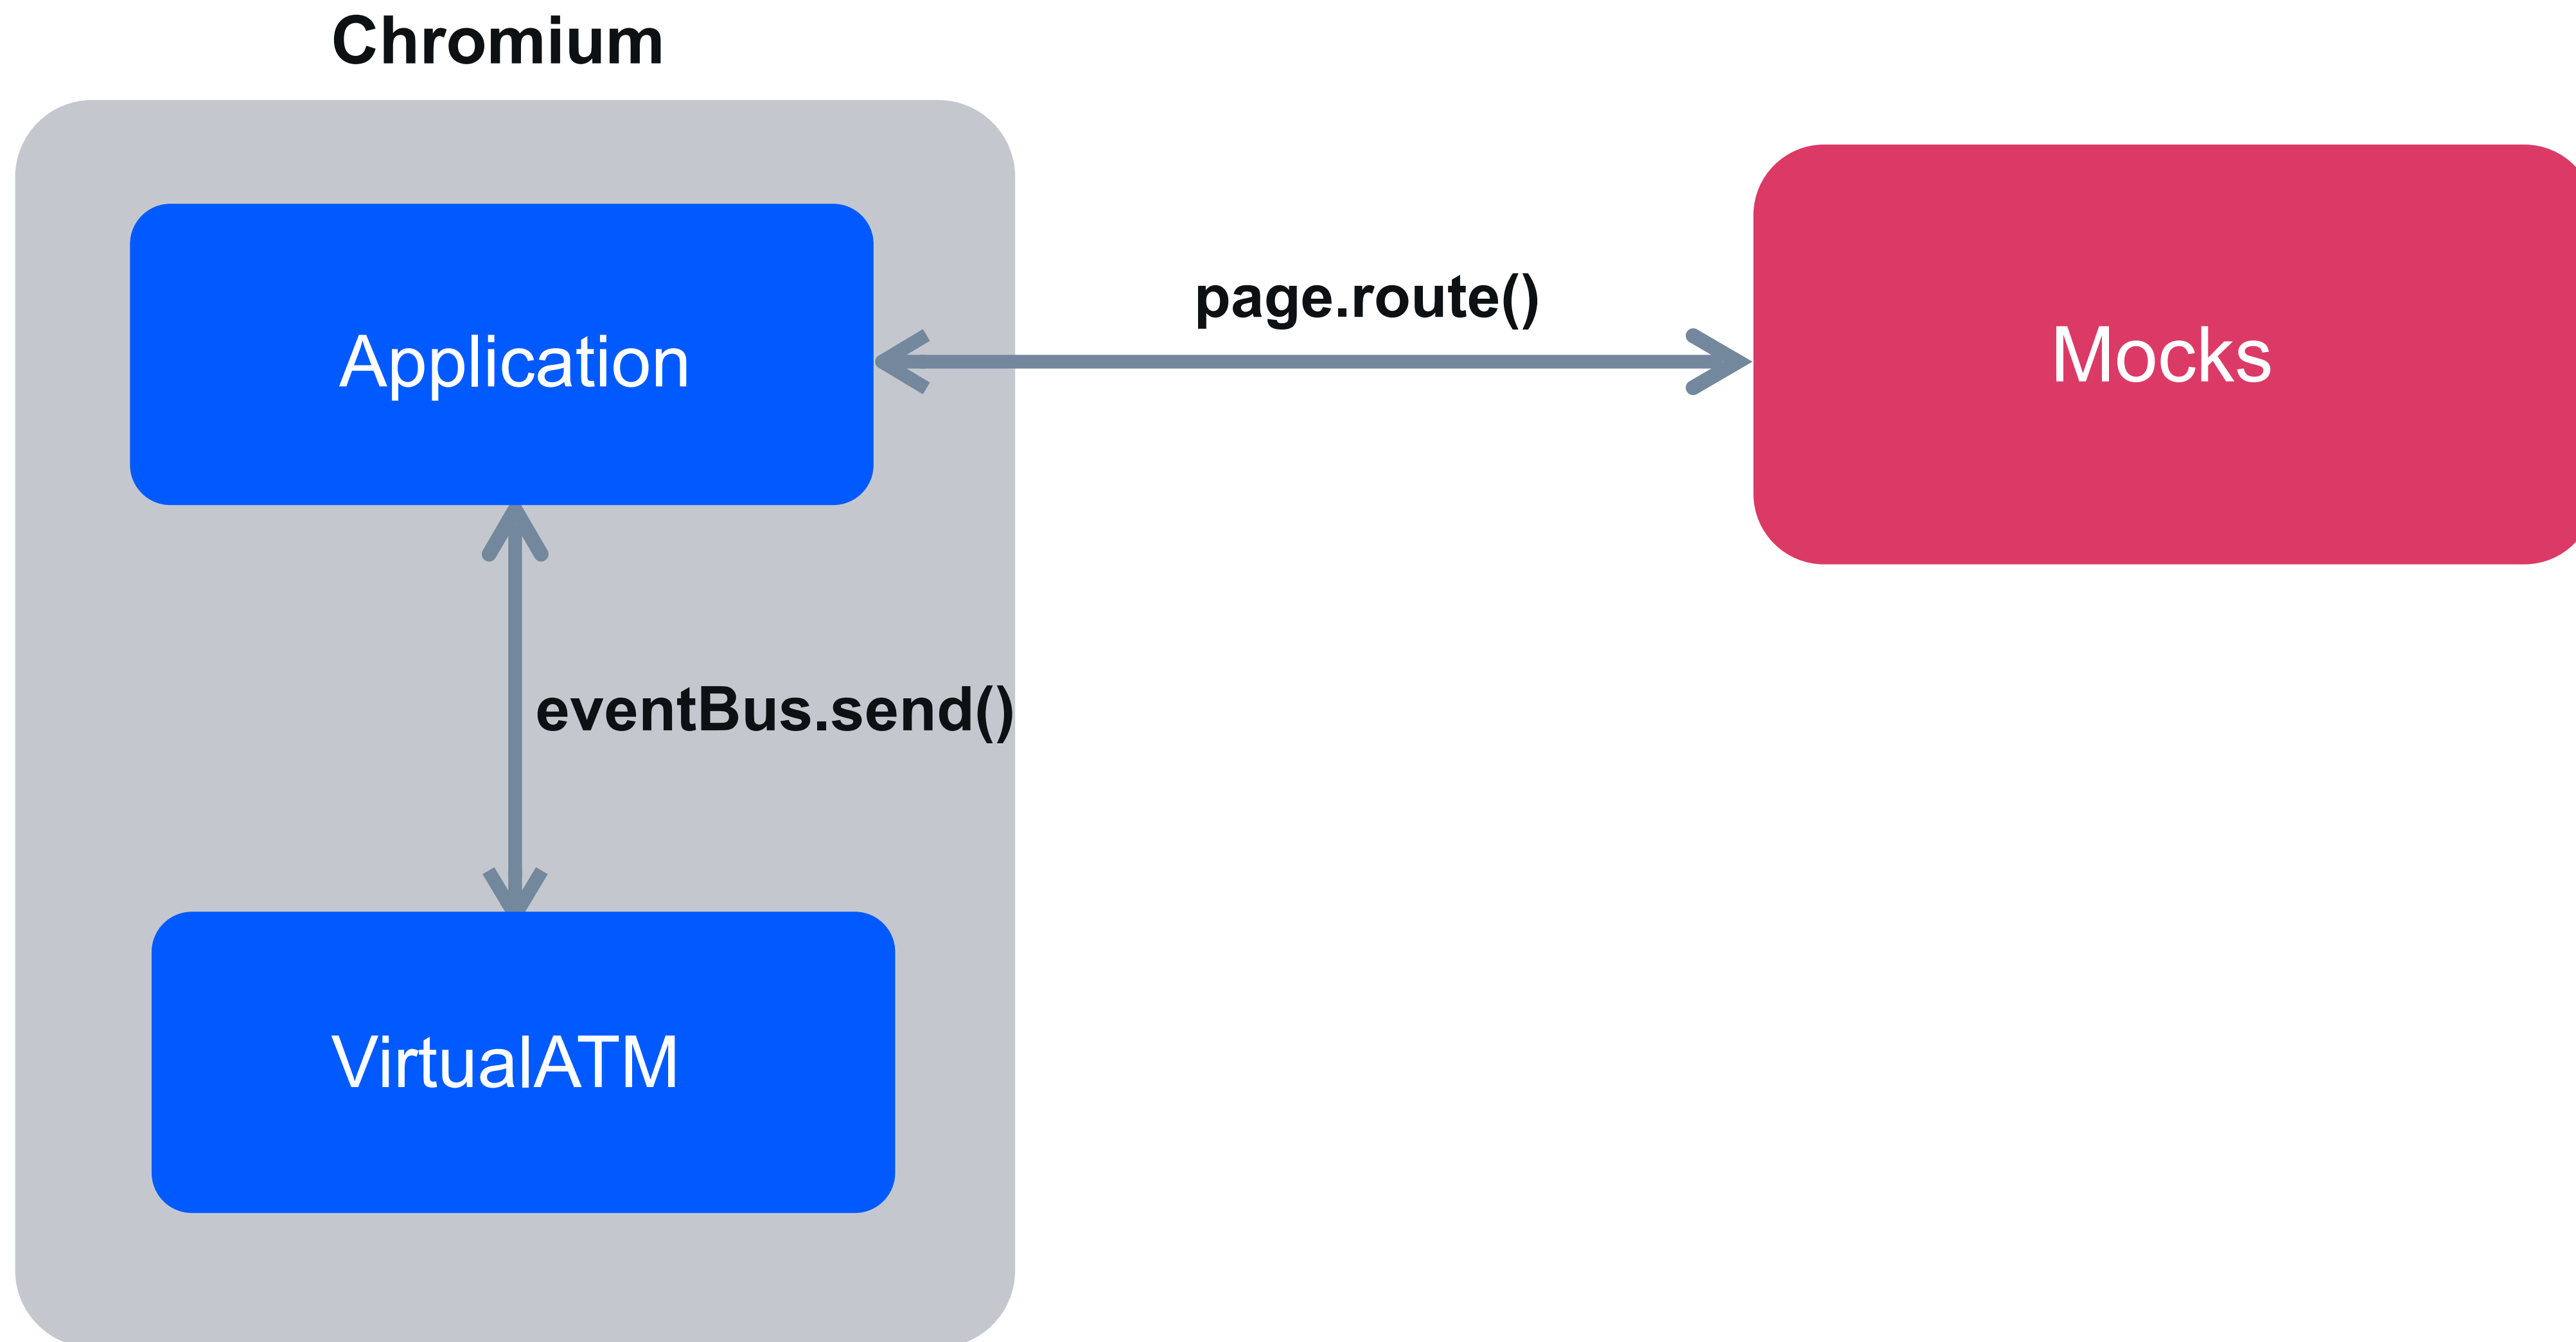 Chromium
Application
page.route()
Mocks
eventBus.send()
VirtualATM